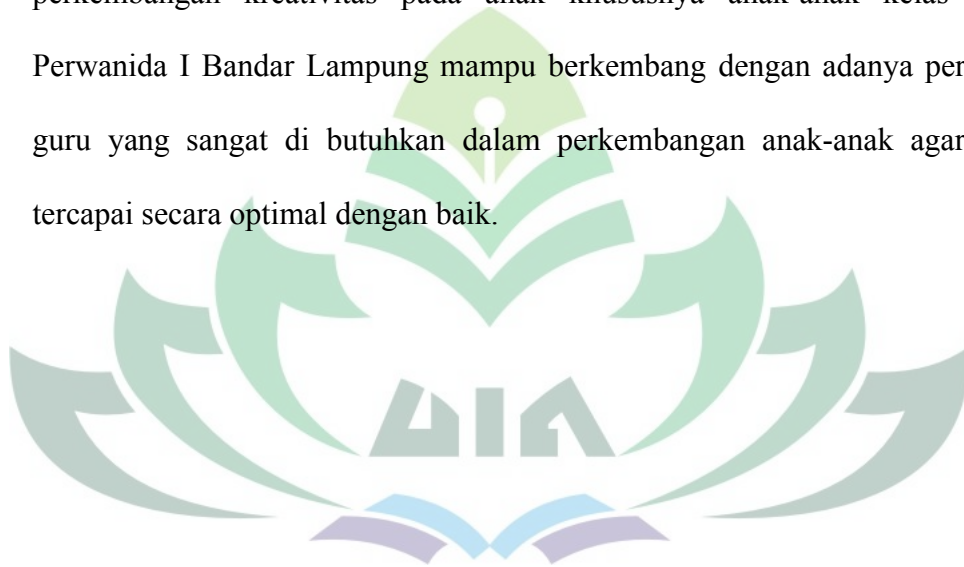 perkembangan kreativitas pada anak khususnya anak-anak kelas
Perwanida I Bandar Lampung mampu berkembang dengan adanya per
guru yang sangat di butuhkan dalam perkembangan anak-anak agar
tercapai secara optimal dengan baik.
UIN